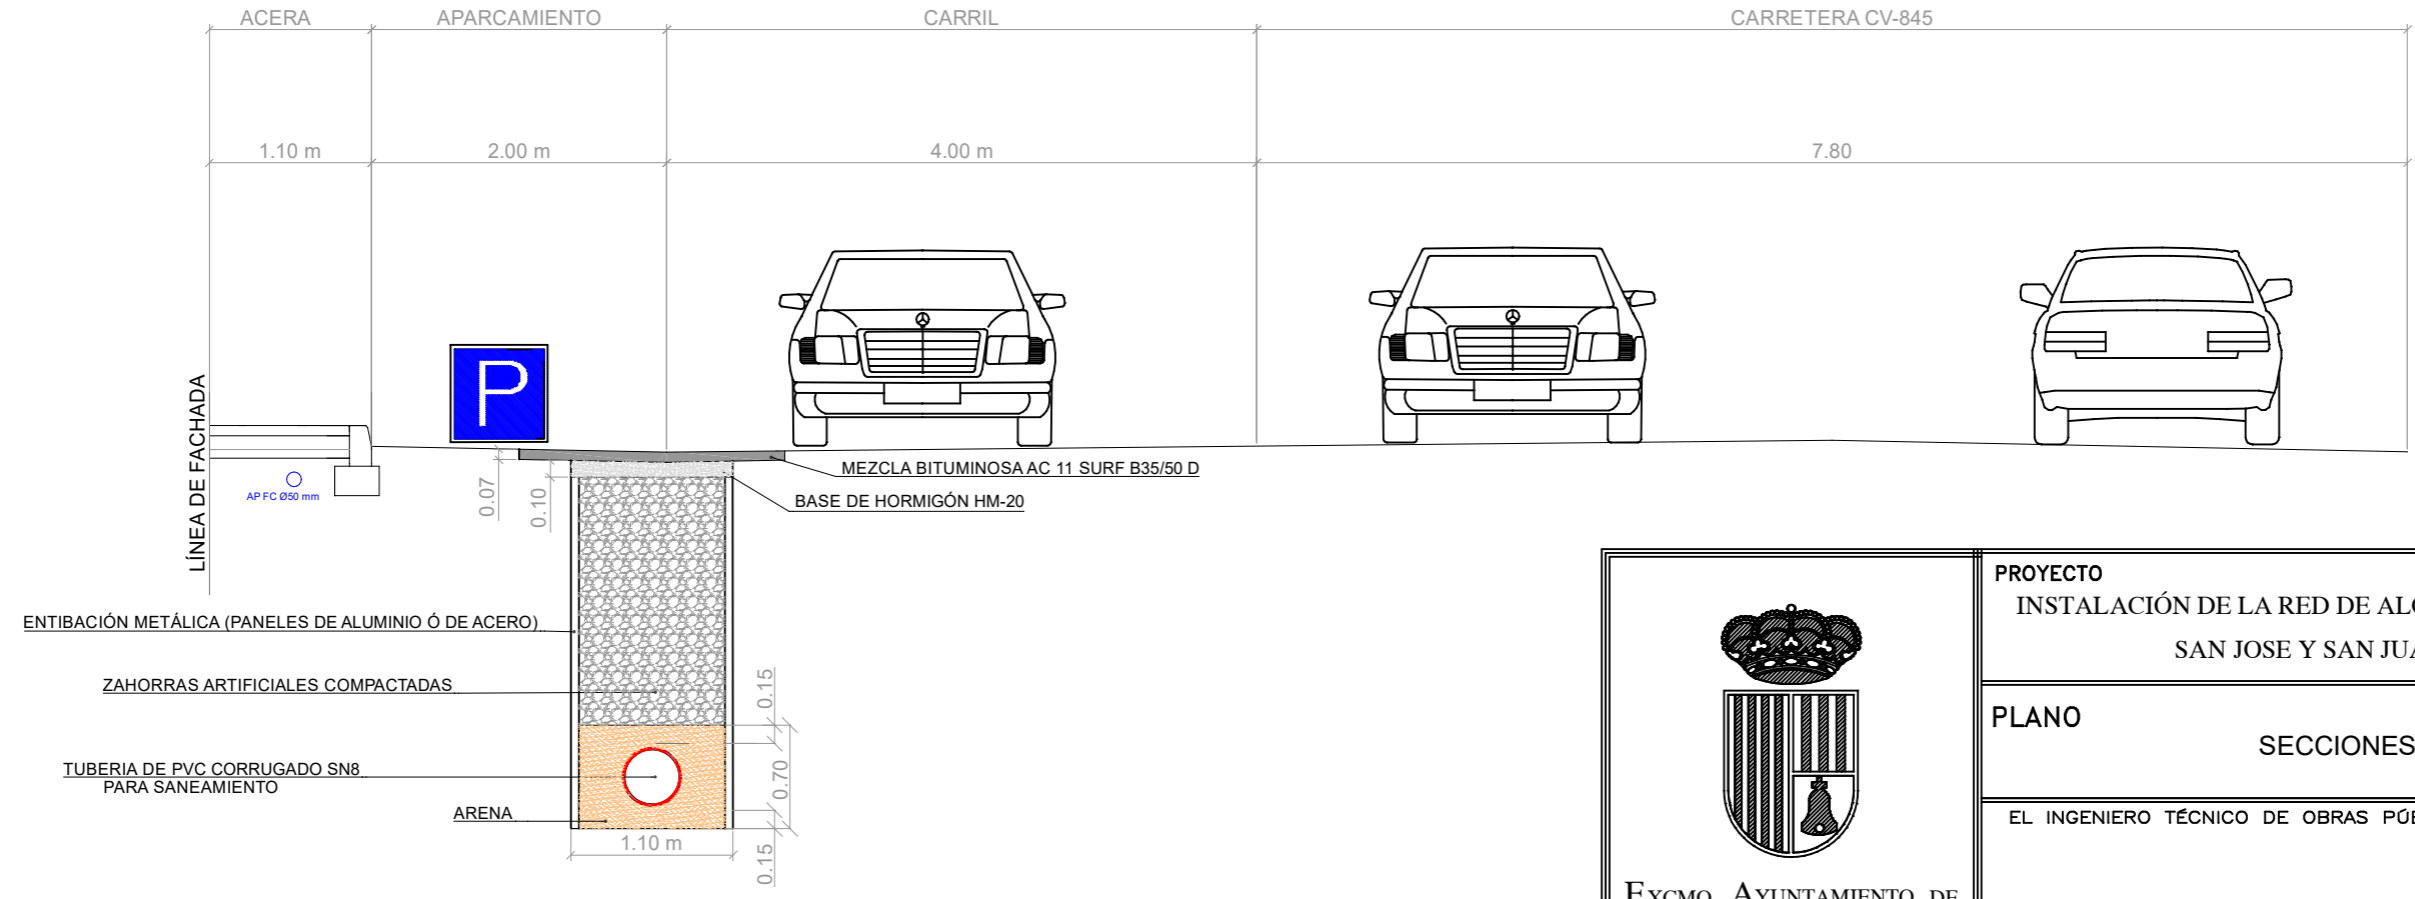 ACERA
APARCAMIENTO
CARRIL
CARRETERA CV-845
1.10 m
2.00 m
4.00 m
7.80
P
LÍNEA DE FACHADA
AP FC Ø50 mm
0.07
0.10
MEZCLA BITUMINOSA AC 11 SURF B35/50 D
BASE DE HORMIGÓN HM-20
ENTIBACIÓN METÁLICA (PANELES DE ALUMINIO Ó DE ACERO)
ZAHORRAS ARTIFICIALES COMPACTADAS
0.15
0.70
TUBERIA DE PVC CORRUGADO SN8
PARA SANEAMIENTO
ARENA
1.10 m
0.15
PROYECTO
INSTALACIÓN DE LA RED DE
SAN JOSE Y SAN
PLANO
SECCIONES
EL INGENIERO TÉCNICO DE OBRAS
EXCMO. AYUNTAMIENTO DE